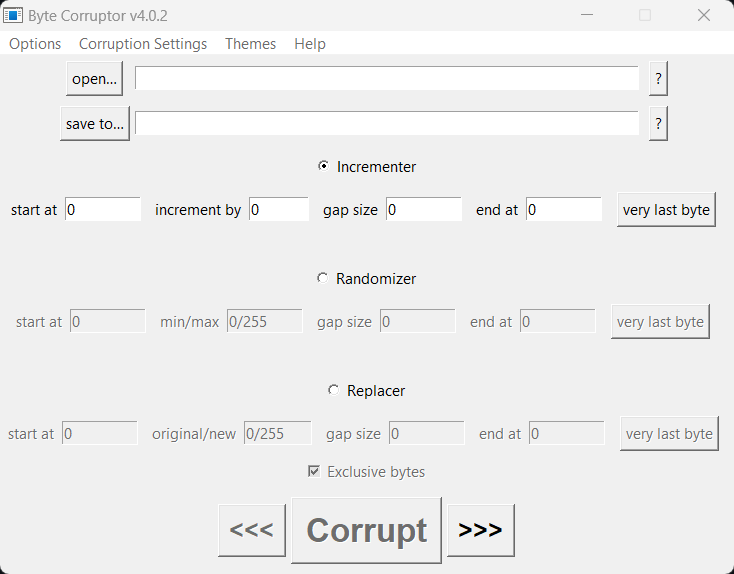 Byte Corruptor v4.0.2
Options Corruption Settings Themes Help
open... ?
save to... ?
Incrementer
start at 0 increment by 0 gap size 0 end at 0 very last byte
Randomizer
start at 0 min/max 0/255 gap size 0 end at 0 very last byte
Replacer
start at 0 original/new 0/255 gap size 0 end at 0 very last byte
Exclusive bytes
<<< Corrupt >>>